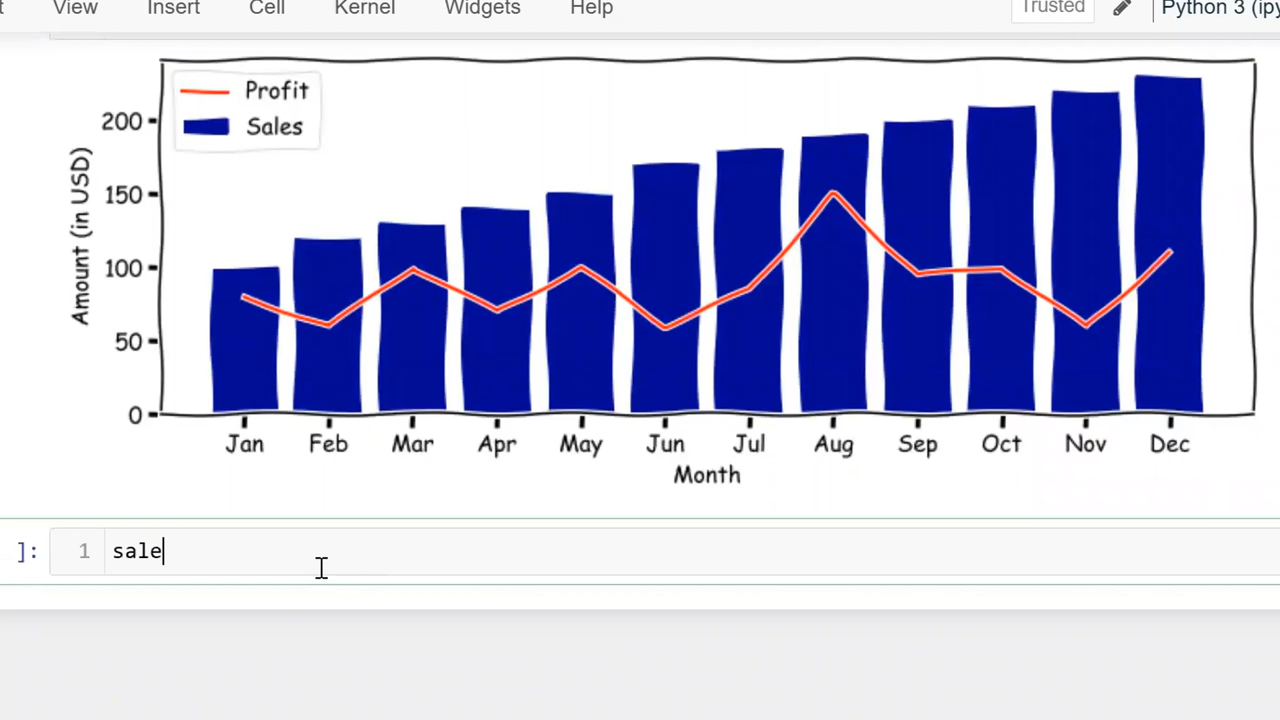 View Insert Cell Kernel Widgets Help Trusted Python 3 (ipy
Profit
Sales
Amount (in USD)
200
150
100
50
0
Jan Feb Mar Apr May Jun Jul Aug Sep Oct Nov Dec
Month
]: 1 sale